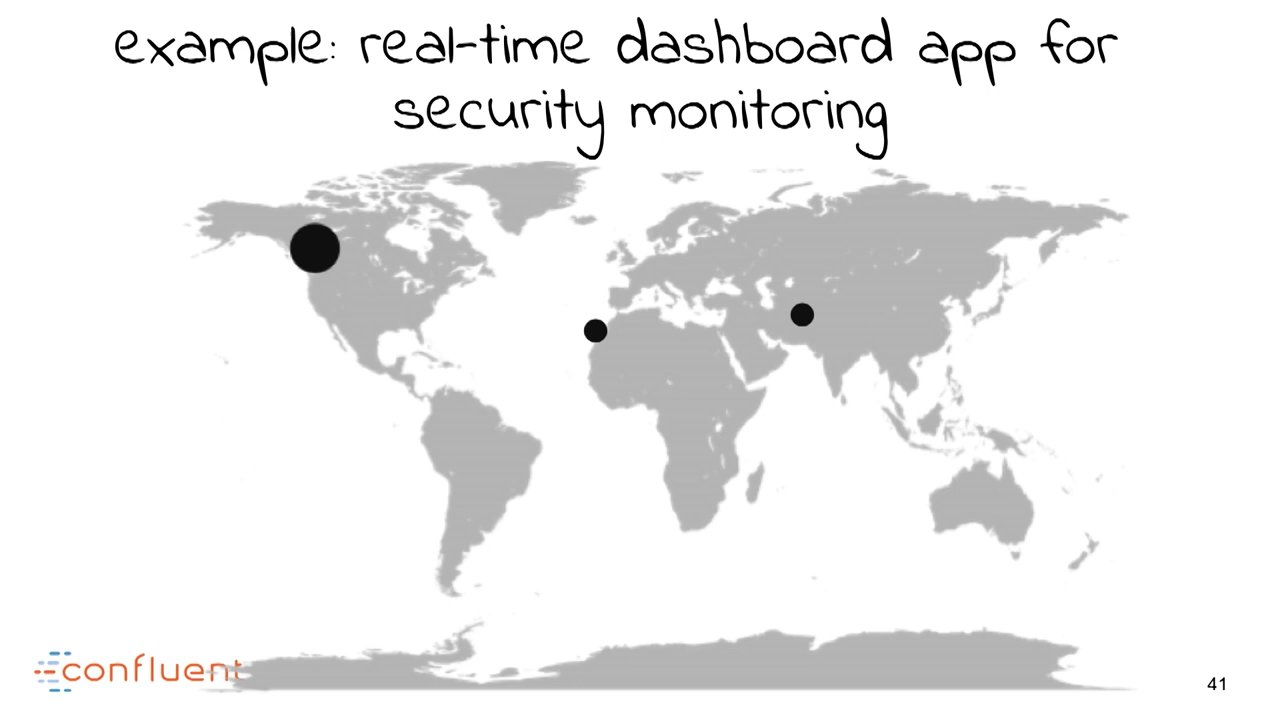 example: real-time dashboard app for
security monitoring
confluent
41